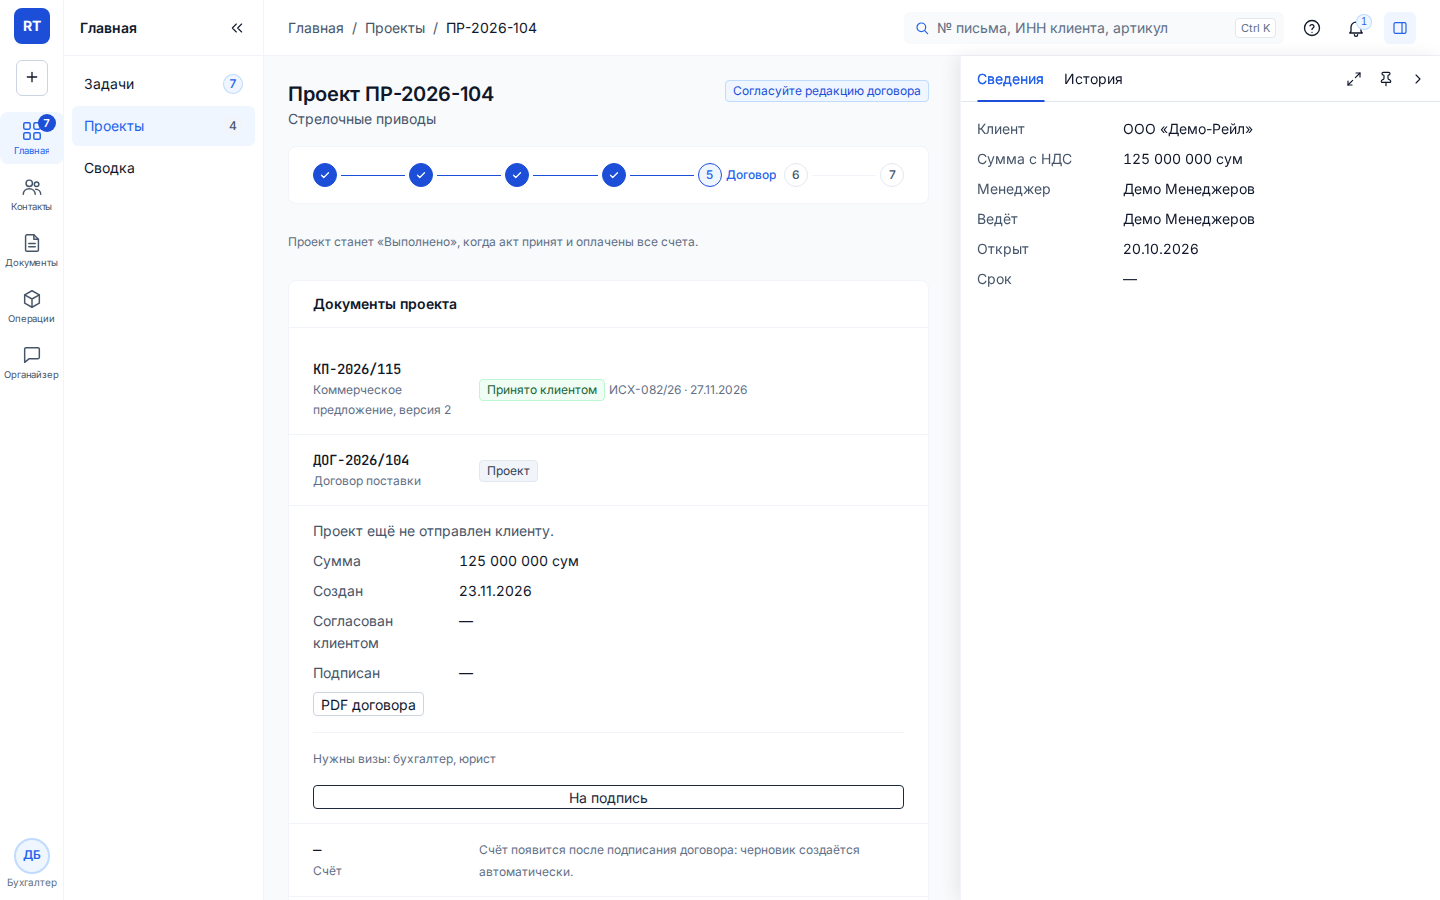 RT
Главная
7
Главная
Контакты
Документы
Операции
Органайзер
ДБ
Бухгалтер
Задачи 7
Проекты 4
Сводка
Главная / Проекты / ПР-2026-104
№ письма, ИНН клиента, артикул Ctrl K
1
Проект ПР-2026-104
Согласуйте редакцию договора
Стрелочные приводы
5 Договор 6 7
Проект станет «Выполнено», когда акт принят и оплачены все счета.
Документы проекта
КП-2026/115
Коммерческое
предложение, версия 2
Принято клиентом ИСХ-082/26 · 27.11.2026
ДОГ-2026/104
Договор поставки
Проект
Проект ещё не отправлен клиенту.
Сумма 125 000 000 сум
Создан 23.11.2026
Согласован
клиентом —
Подписан —
PDF договора
Нужны визы: бухгалтер, юрист
На подпись
—
Счёт
Счёт появится после подписания договора: черновик создаётся
автоматически.
Сведения История
Клиент ООО «Демо-Рейл»
Сумма с НДС 125 000 000 сум
Менеджер Демо Менеджеров
Ведёт Демо Менеджеров
Открыт 20.10.2026
Срок —